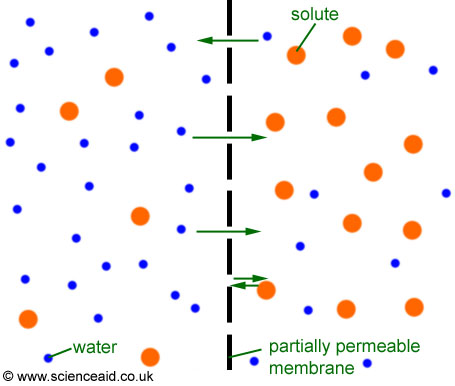 solute
water
partially permeable
membrane
© www.scienceaid.co.uk